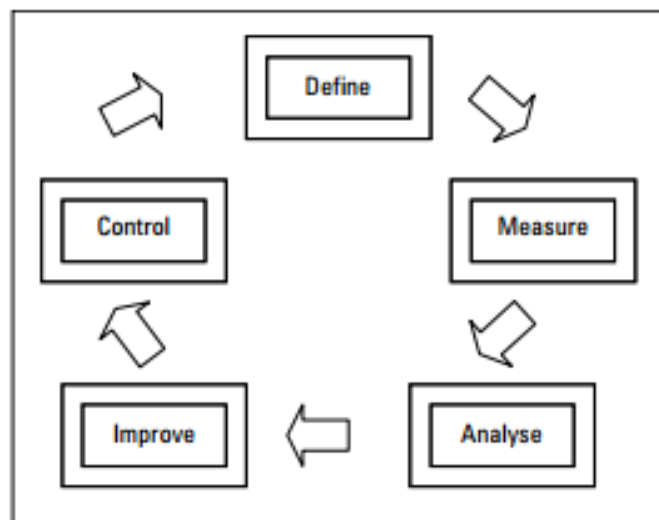 Define
Measure
Analyse
Improve
Control